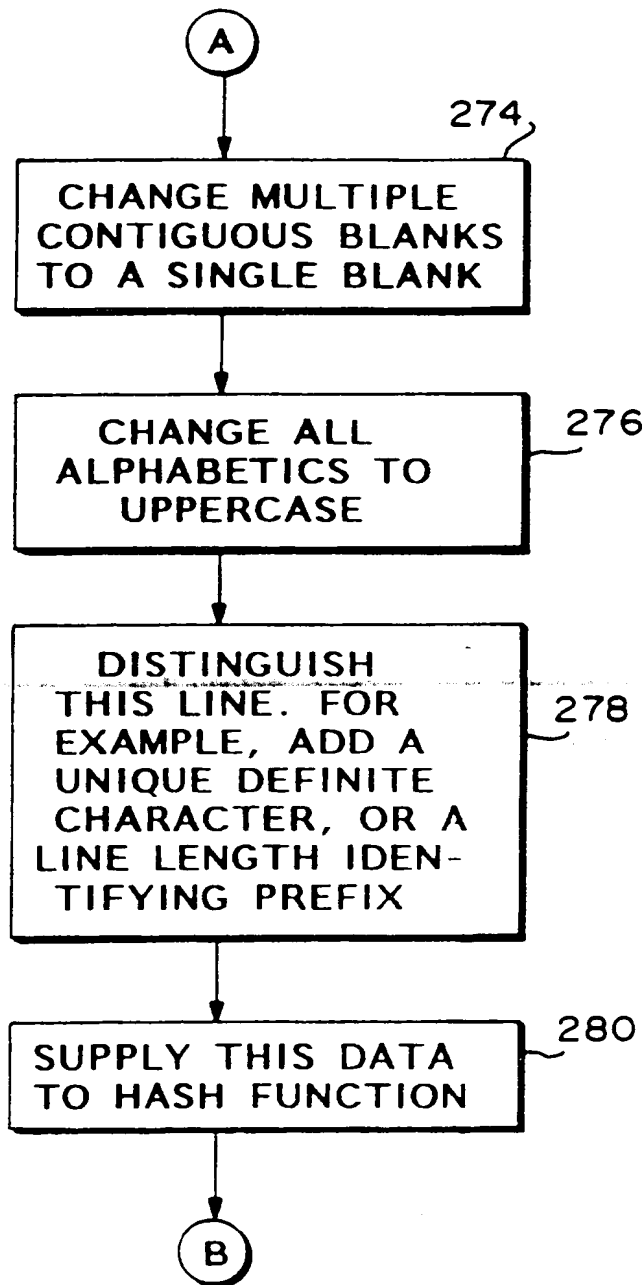 A
274
CHANGE MULTIPLE
CONTIGUOUS BLANKS
TO A SINGLE BLANK
276
CHANGE ALL
ALPHABETICS TO
UPPERCASE
278
DISTINGUISH
THIS LINE. FOR
EXAMPLE, ADD A
UNIQUE DEFINITE
CHARACTER, OR A
LINE LENGTH IDEN-
TIFYING PREFIX
280
SUPPLY THIS DATA
TO HASH FUNCTION
B